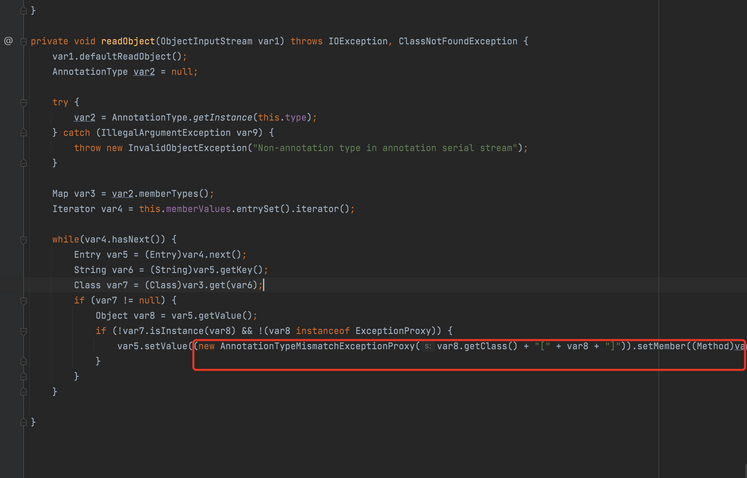 }
@ private void readObject(ObjectInputStream var1) throws IOException, ClassNotFoundException {
var1.defaultReadObject();
AnnotationType var2 = null;
try {
var2 = AnnotationType.getInstance(this.type);
} catch (IllegalArgumentException var9) {
throw new InvalidObjectException("Non-annotation type in annotation serial stream");
}
Map var3 = var2.memberTypes();
Iterator var4 = this.memberValues.entrySet().iterator();
while(var4.hasNext()) {
Entry var5 = (Entry)var4.next();
String var6 = (String)var5.getKey();
Class var7 = (Class)var3.get(var6);
if (var7 != null) {
Object var8 = var5.getValue();
if (!var7.isInstance(var8) && !(var8 instanceof ExceptionProxy)) {
var5.setValue((new AnnotationTypeMismatchExceptionProxy( s: var8.getClass() + "[" + var8 + "]")).setMember((Method)va
}
}
}
}